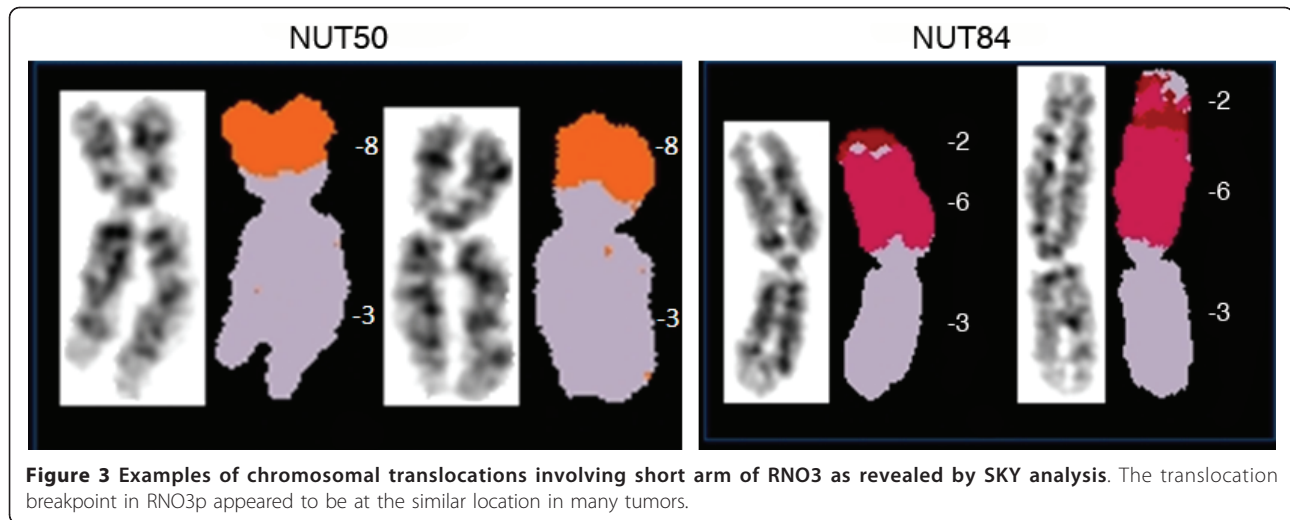 NUT50
NUT84
-8
-3
-8
-3
-2
-6
-3
-2
-6
-3
Figure 3 Examples of chromosomal translocations involving short arm of RNO3 as revealed by SKY analysis. The translocation
breakpoint in RNO3p appeared to be at the similar location in many tumors.